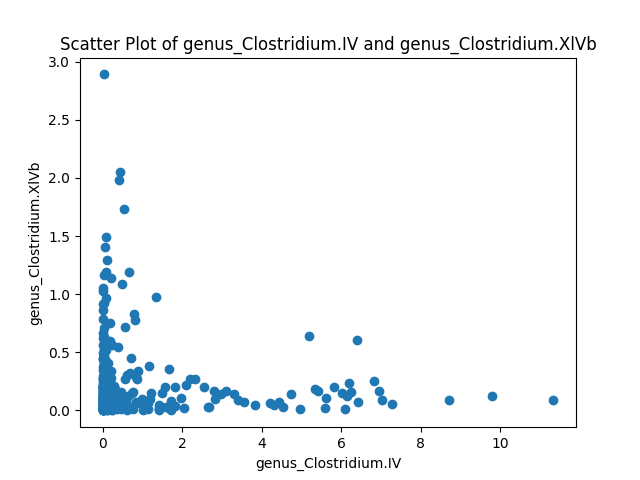 Scatter Plot of genus_Clostridium.IV and genus_Clostridium.XlVb
3.0
2.5
2.0
1.5
1.0
0.5
0.0
genus_Clostridium.XlVb
0 2 4 6 8 10
genus_Clostridium.IV